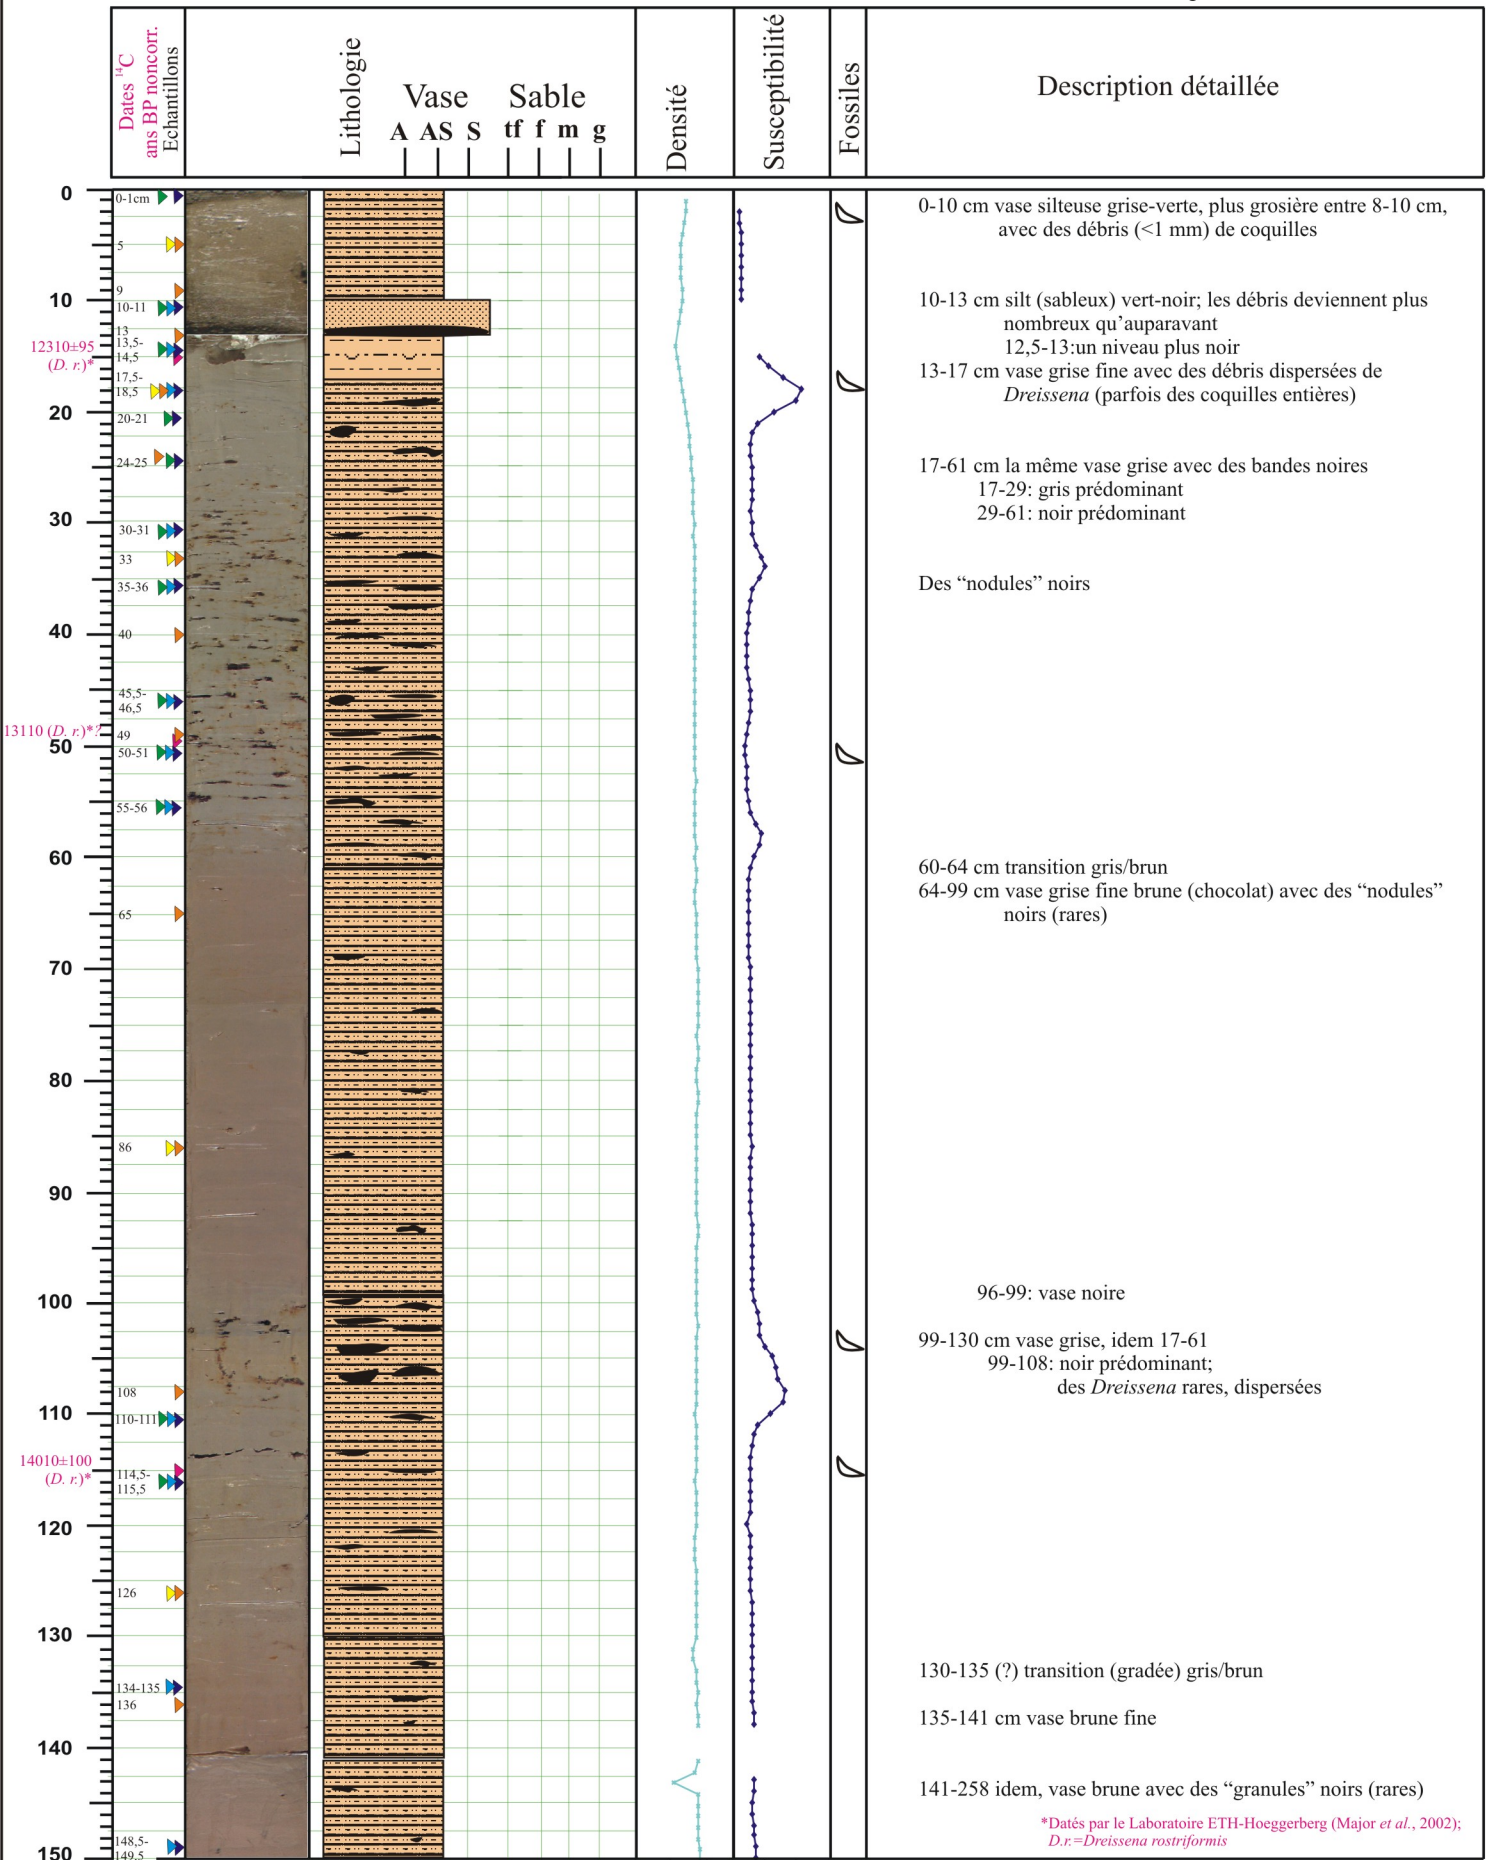 Dates ¹⁴C
ans BP noncorr.
Echantillons
Lithologie
Vase
A AS S
Sable
tf f m g
Densité
Susceptibilité
Fossiles
Description détaillée
0
0-1cm
5
9
10
10-11
13
12310±95
(D. r.)*
13,5-
14,5
17,5-
18,5
20
20-21
24-25
30
30-31
33
35-36
40
40
45,5-
46,5
13110 (D. r.)*?
49
50
50-51
55-56
60
65
70
80
86
90
100
108
110
110-111
14010±100
(D. r.)*
114,5-
115,5
120
126
130
134-135
136
140
148,5-
149,5
150
0-10 cm vase silteuse grise-verte, plus grosière entre 8-10 cm,
avec des débris (<1 mm) de coquilles
10-13 cm silt (sableux) vert-noir; les débris deviennent plus
nombreux qu’auparavant
12,5-13:un niveau plus noir
13-17 cm vase grise fine avec des débris dispersées de
Dreissena (parfois des coquilles entières)
17-61 cm la même vase grise avec des bandes noires
17-29: gris prédominant
29-61: noir prédominant
Des “nodules” noirs
60-64 cm transition gris/brun
64-99 cm vase grise fine brune (chocolat) avec des “nodules”
noirs (rares)
96-99: vase noire
99-130 cm vase grise, idem 17-61
99-108: noir prédominant;
des Dreissena rares, dispersées
130-135 (?) transition (gradée) gris/brun
135-141 cm vase brune fine
141-258 idem, vase brune avec des “granules” noirs (rares)
*Datés par le Laboratoire ETH-Hoeggerberg (Major et al., 2002);
D.r.=Dreissena rostriformis